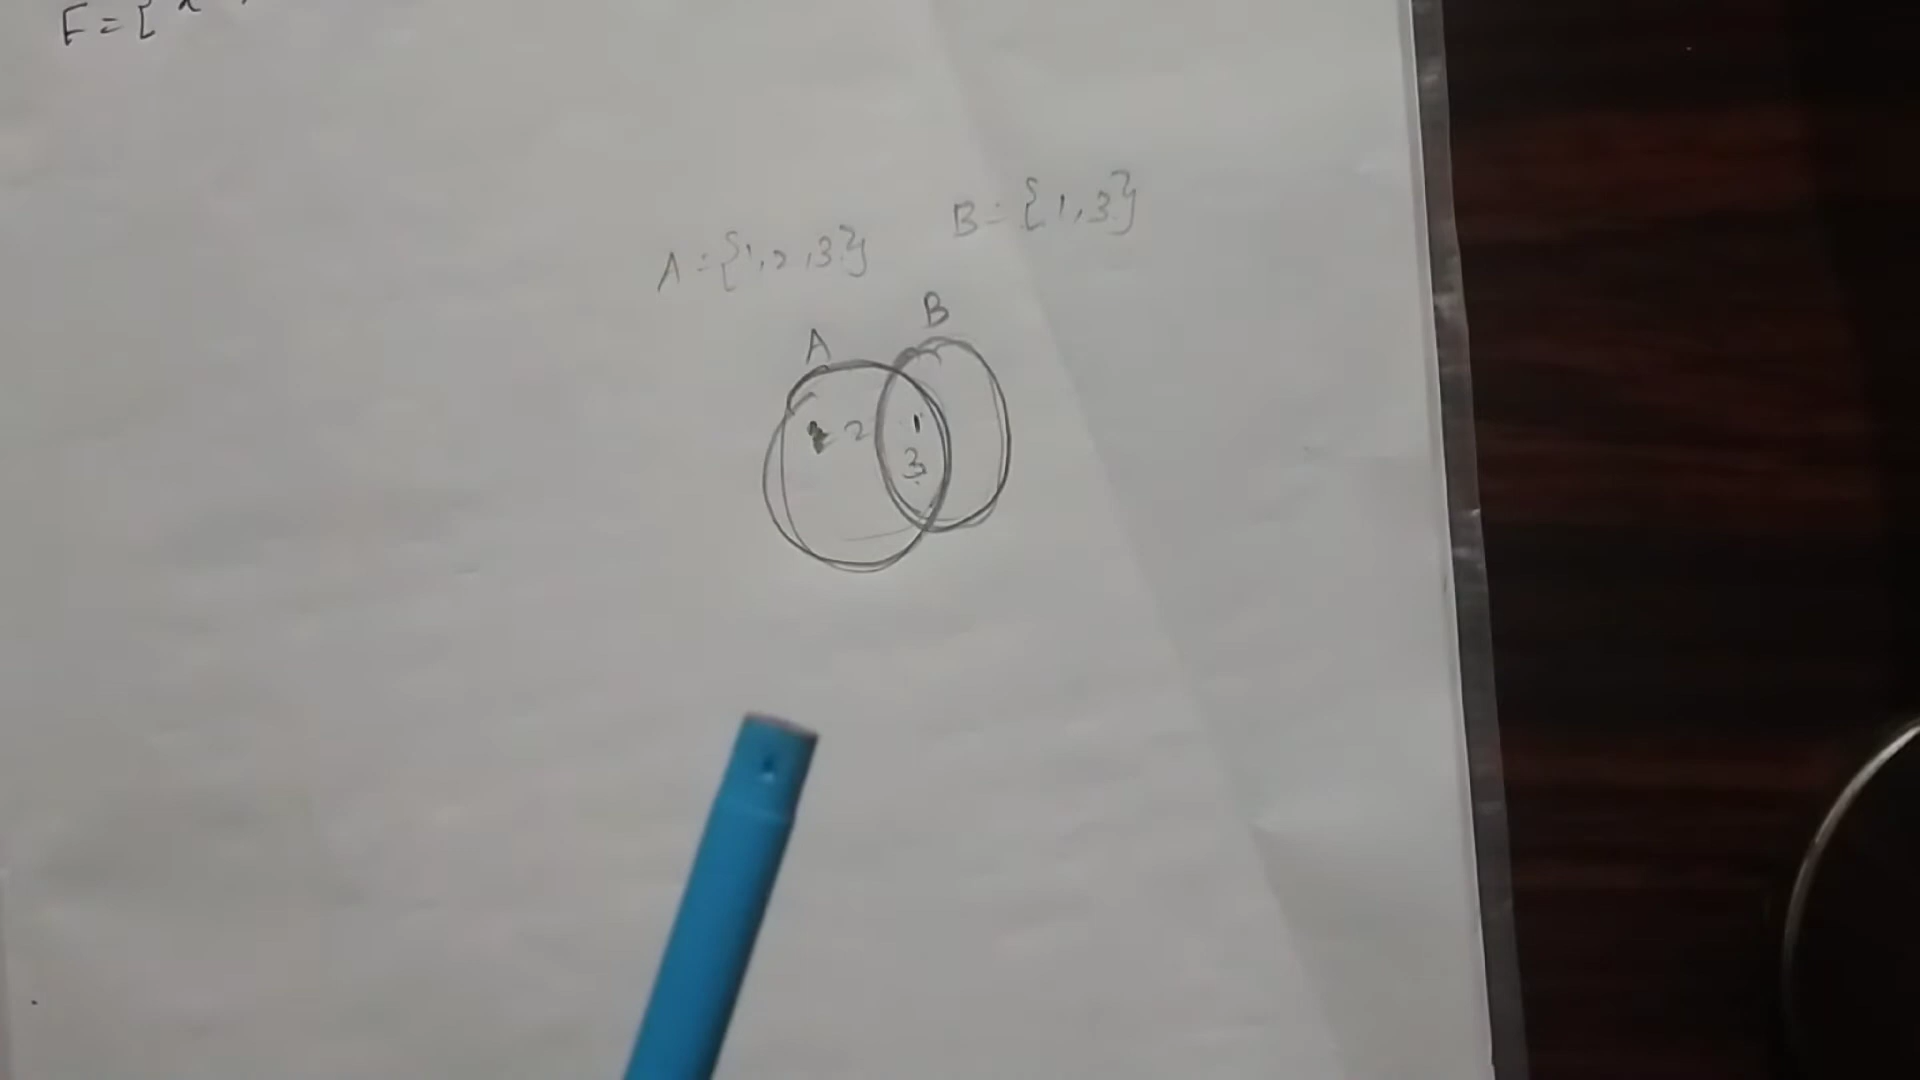 E = {
B = {1,3}
A = {1,2,3}
B
A
2 1
3